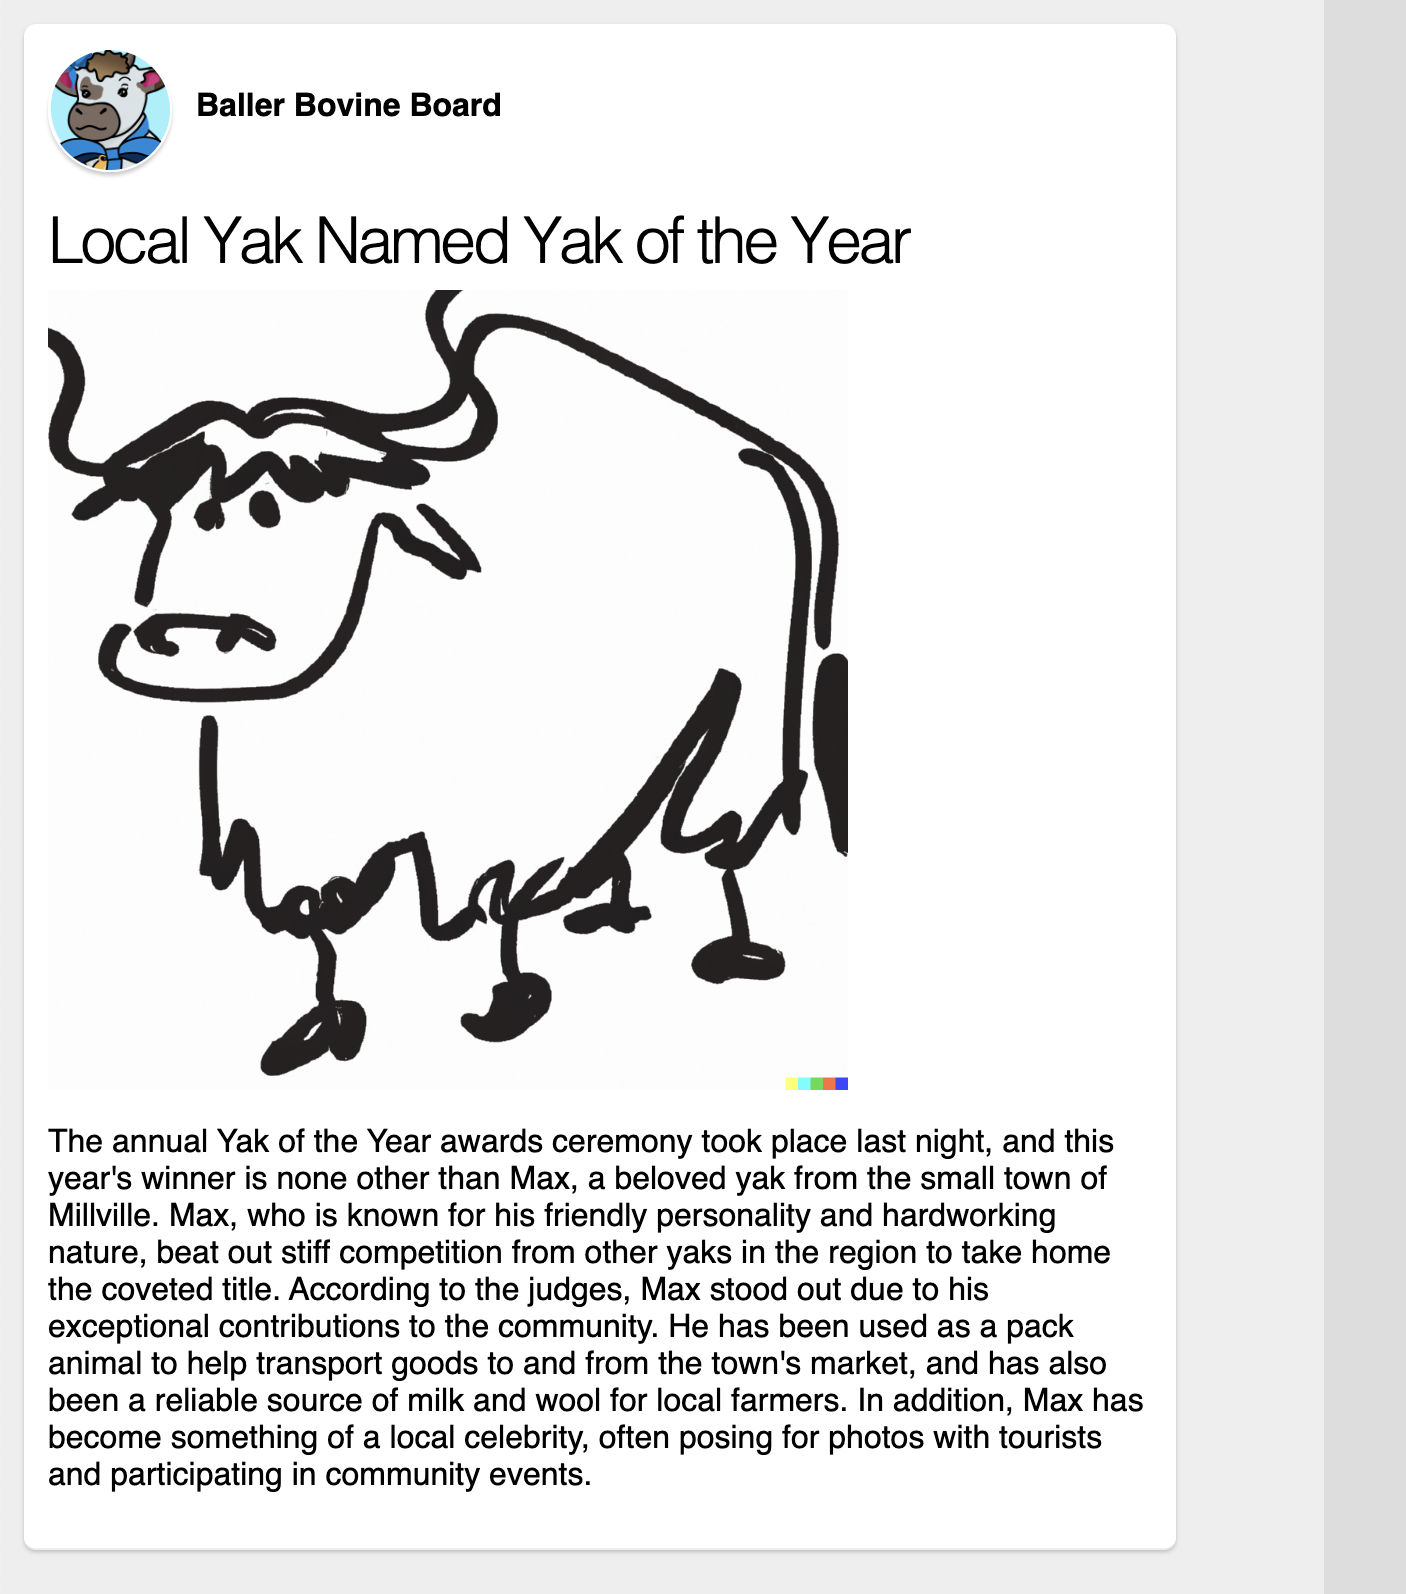 Baller Bovine Board
Local Yak Named Yak of the Year
The annual Yak of the Year awards ceremony took place last night, and this
year's winner is none other than Max, a beloved yak from the small town of
Millville. Max, who is known for his friendly personality and hardworking
nature, beat out stiff competition from other yaks in the region to take home
the coveted title. According to the judges, Max stood out due to his
exceptional contributions to the community. He has been used as a pack
animal to help transport goods to and from the town's market, and has also
been a reliable source of milk and wool for local farmers. In addition, Max has
become something of a local celebrity, often posing for photos with tourists
and participating in community events.